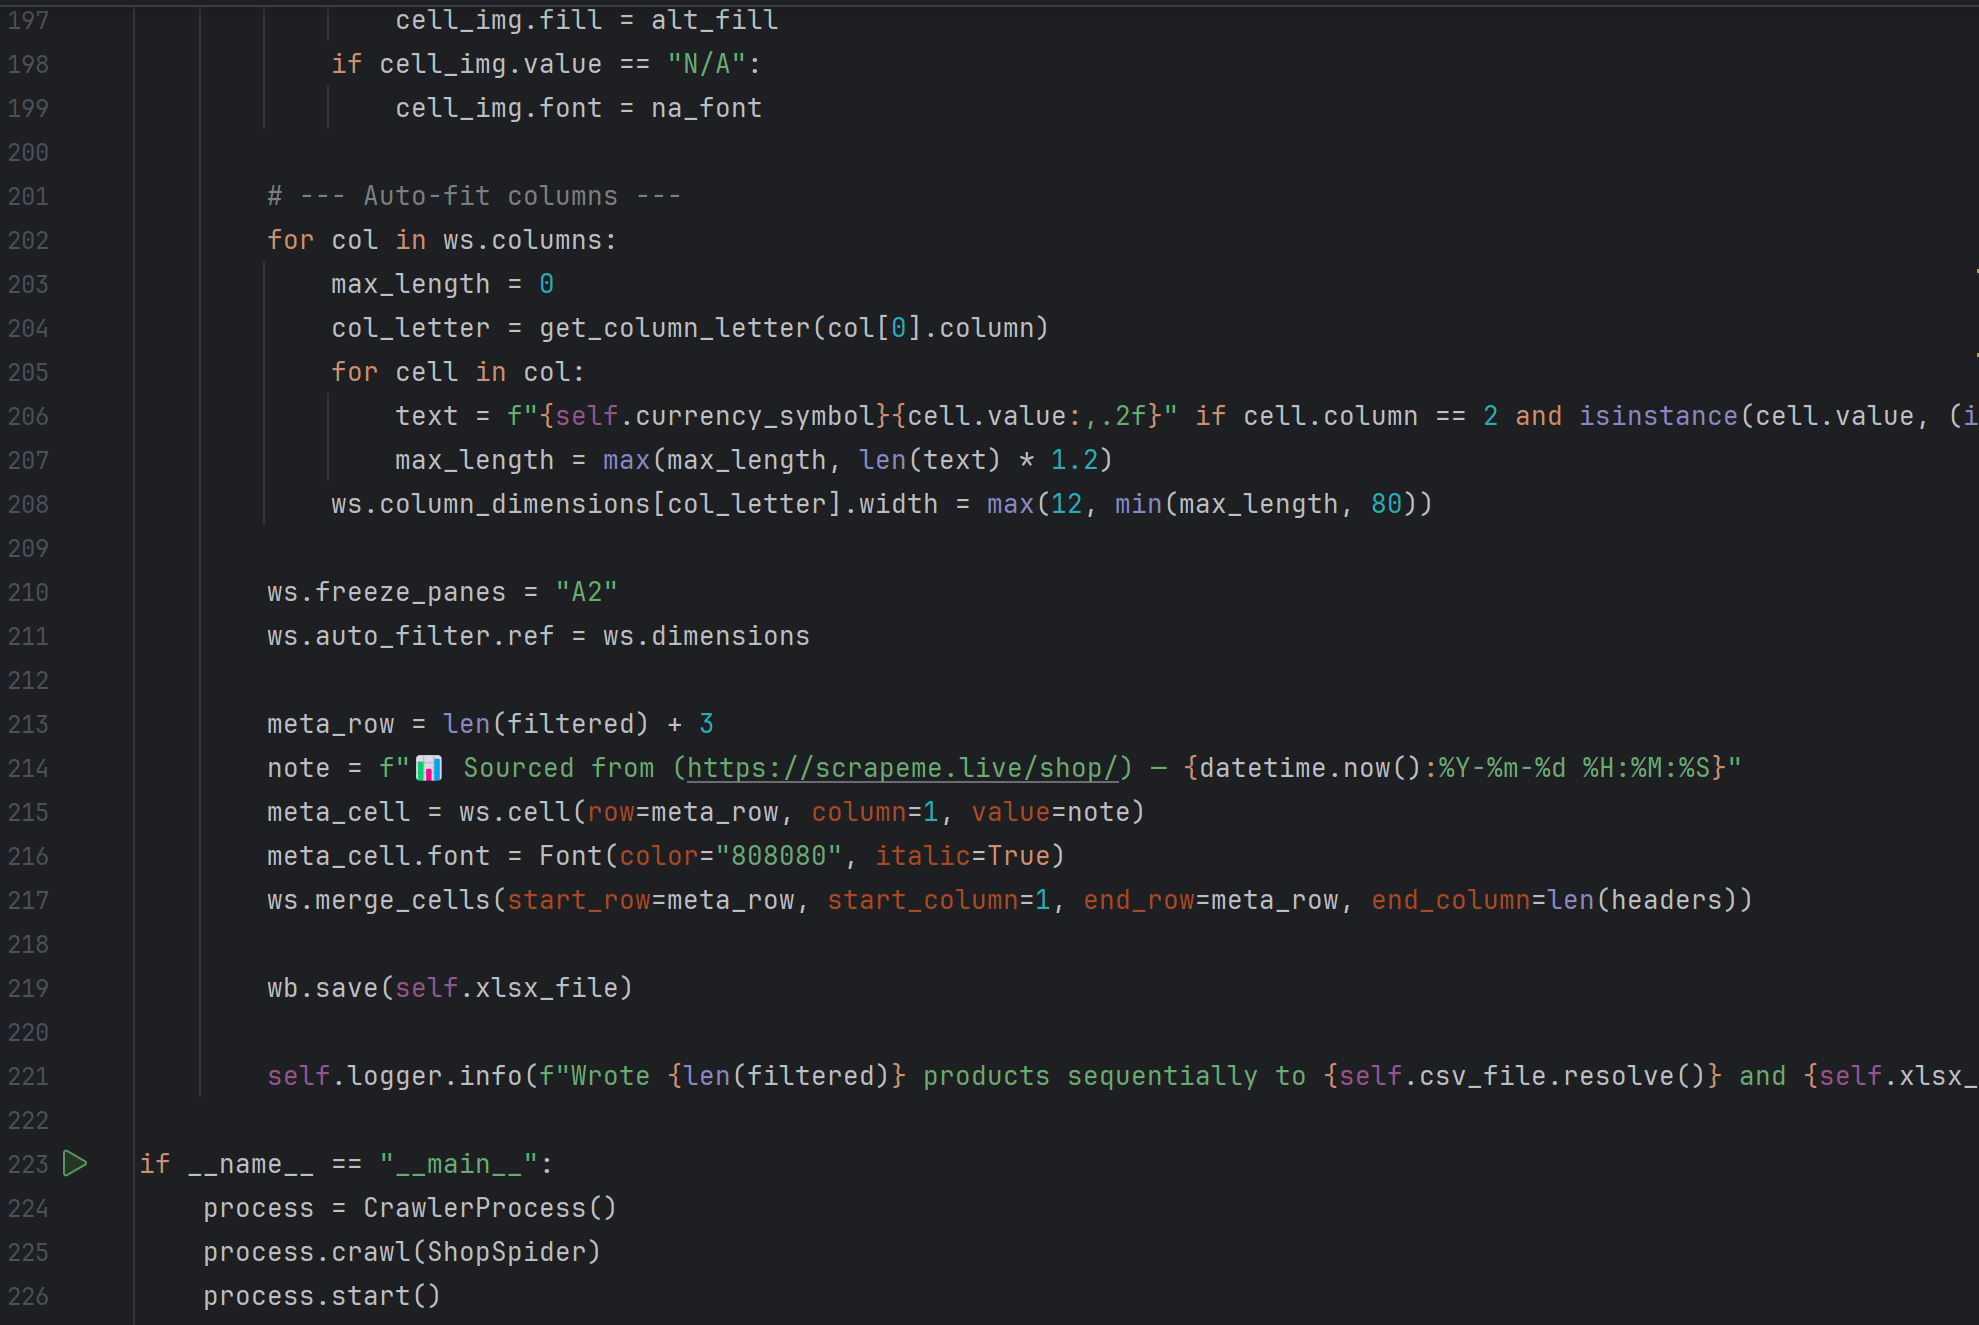 197 cell_img.fill = alt_fill
198 if cell_img.value == "N/A":
199 cell_img.font = na_font
200
201 # --- Auto-fit columns ---
202 for col in ws.columns:
203 max_length = 0
204 col_letter = get_column_letter(col[0].column)
205 for cell in col:
206 text = f"{self.currency_symbol}{cell.value:,.2f}" if cell.column == 2 and isinstance(cell.value, (i
207 max_length = max(max_length, len(text) * 1.2)
208 ws.column_dimensions[col_letter].width = max(12, min(max_length, 80))
209
210 ws.freeze_panes = "A2"
211 ws.auto_filter.ref = ws.dimensions
212
213 meta_row = len(filtered) + 3
214 note = f"📊 Sourced from (https://scrapeme.live/shop/) — {datetime.now():%Y-%m-%d %H:%M:%S}"
215 meta_cell = ws.cell(row=meta_row, column=1, value=note)
216 meta_cell.font = Font(color="808080", italic=True)
217 ws.merge_cells(start_row=meta_row, start_column=1, end_row=meta_row, end_column=len(headers))
218
219 wb.save(self.xlsx_file)
220
221 self.logger.info(f"Wrote {len(filtered)} products sequentially to {self.csv_file.resolve()} and {self.xlsx_
222
223 if __name__ == "__main__":
224 process = CrawlerProcess()
225 process.crawl(ShopSpider)
226 process.start()